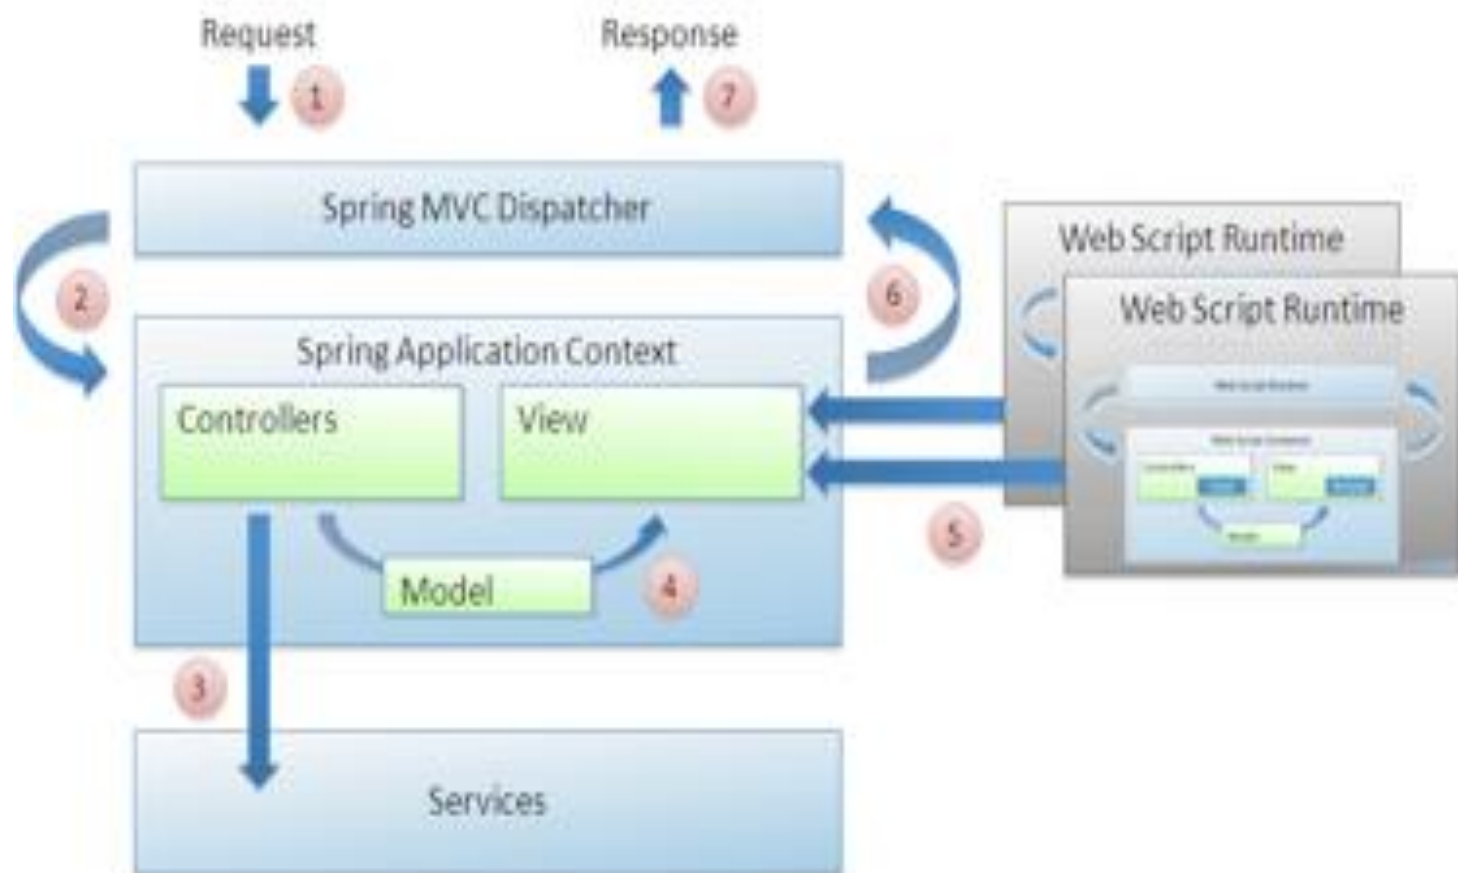 Request
Response
1
7
Spring MVC Dispatcher
Web Script Runtime
2
6
Web Script Runtime
Spring Application Context
Controllers
View
5
Model
4
3
Services